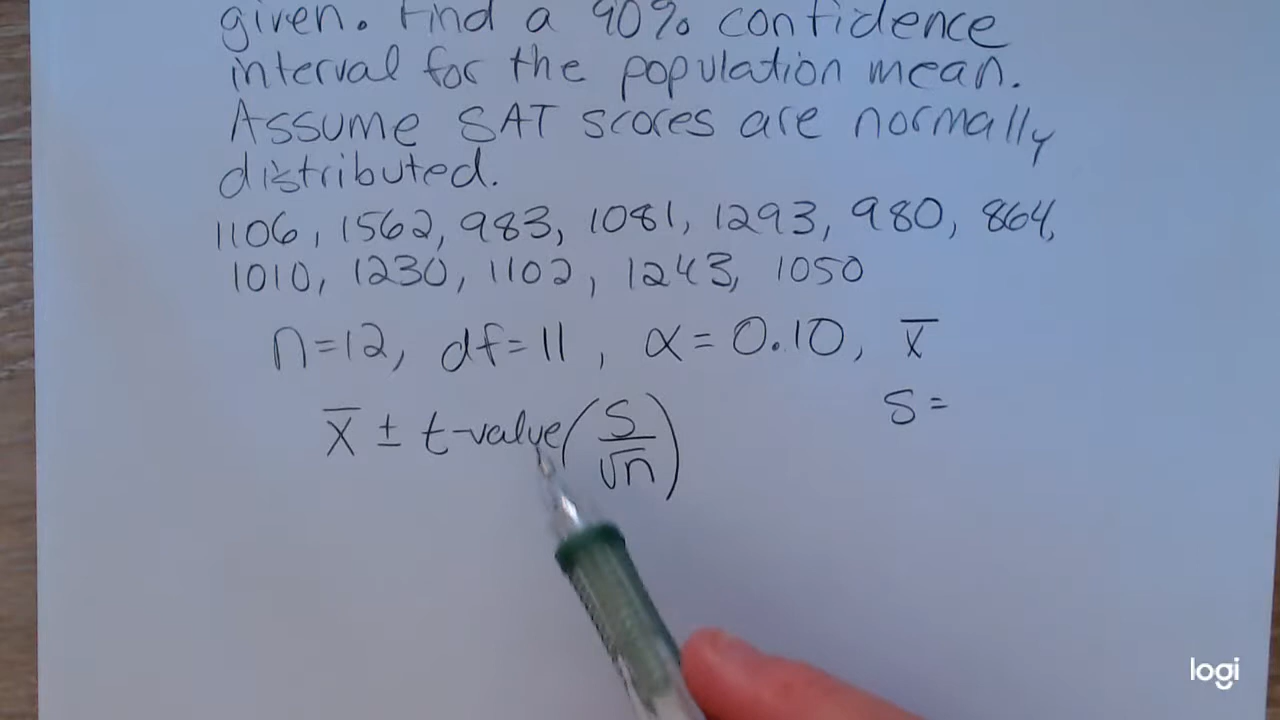 given. Find a 90% confidence
interval for the population mean.
Assume SAT scores are normally
distributed.
1106, 1562, 983, 1081, 1293, 980, 864,
1010, 1230, 1102, 1243, 1050
n=12, df=11, α=0.10, x̄
s=
x̄ ± t-value(s/√n)
logi